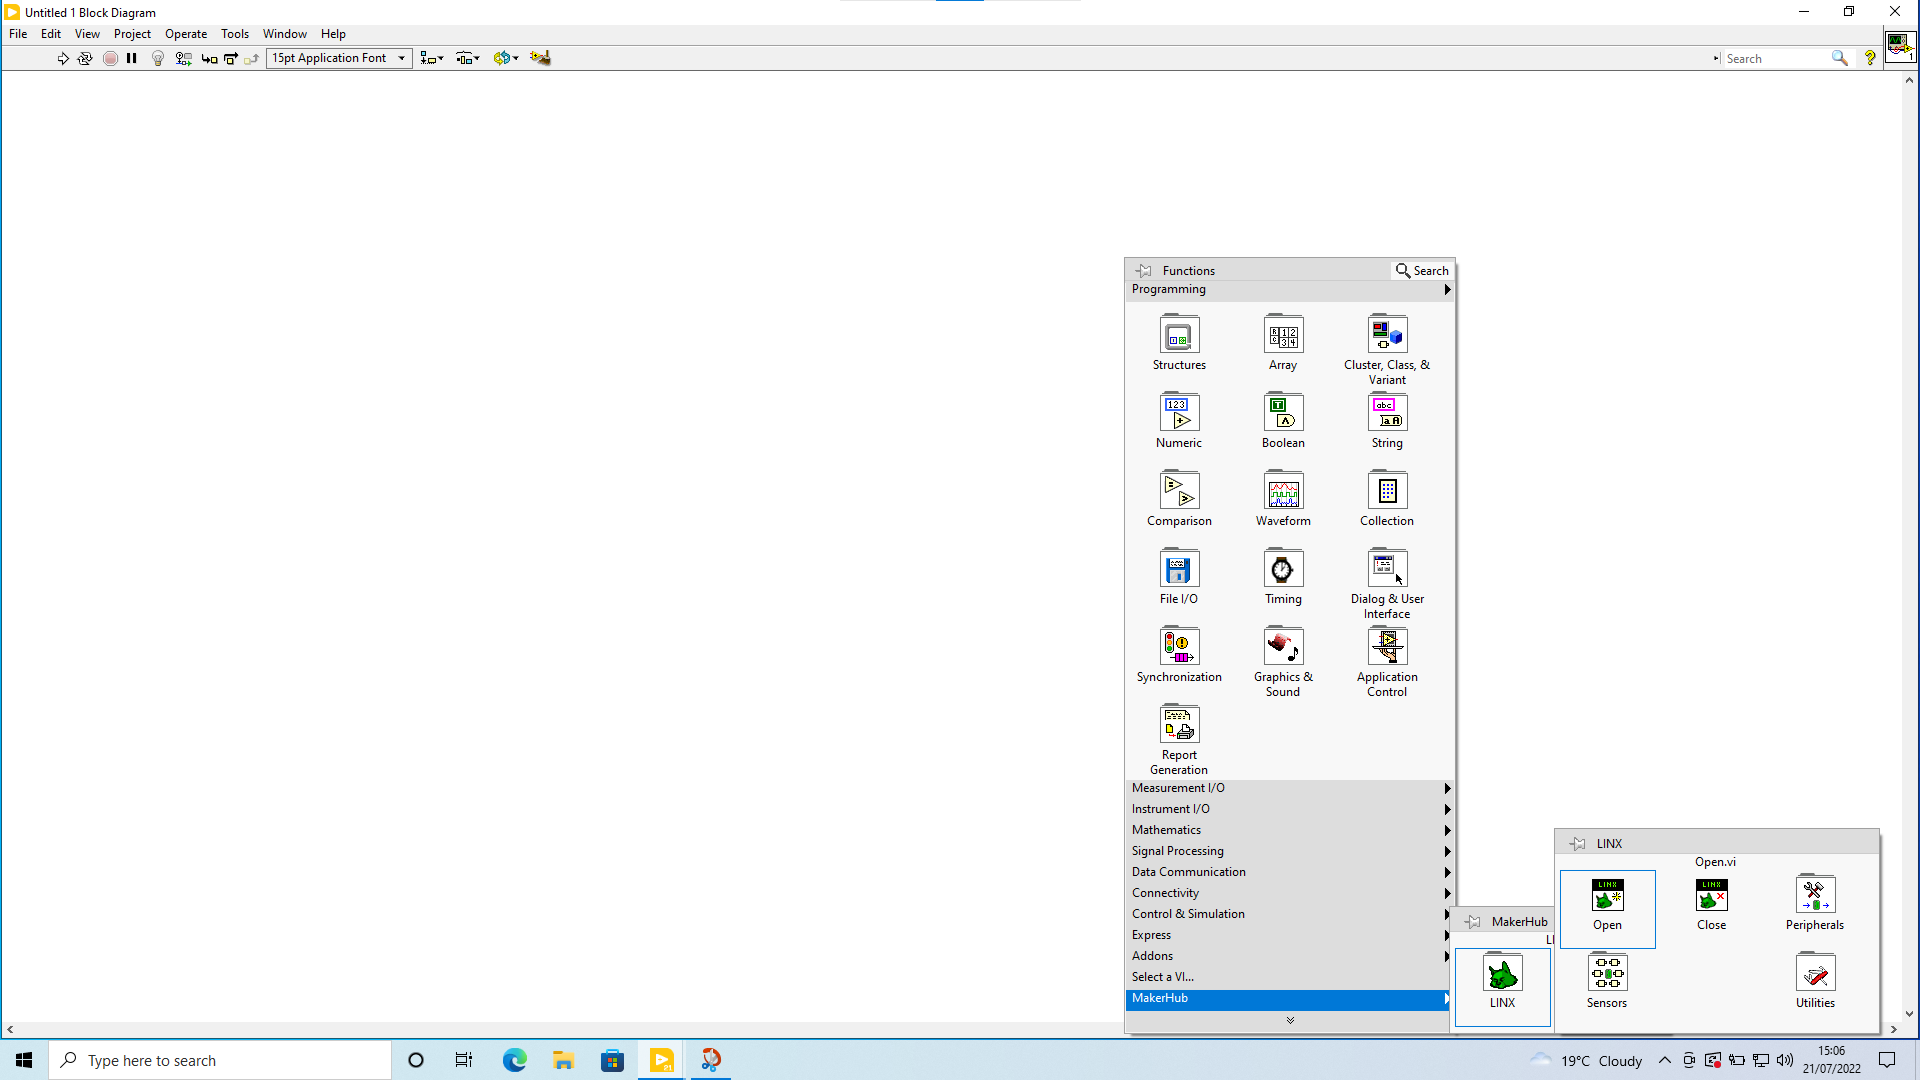 Untitled 1 Block Diagram
File Edit View Project Operate Tools Window Help
15pt Application Font
Search
Functions
Search
Programming
Structures
Array
Cluster, Class, & Variant
Numeric
Boolean
String
Comparison
Waveform
Collection
File I/O
Timing
Dialog & User Interface
Synchronization
Graphics & Sound
Application Control
Report Generation
Measurement I/O
Instrument I/O
Mathematics
Signal Processing
Data Communication
Connectivity
Control & Simulation
Express
Addons
Select a VI...
MakerHub
MakerHub
LINX
LINX
Open.vi
Open
Close
Peripherals
Sensors
Utilities
Type here to search
19°C Cloudy
15:06
21/07/2022